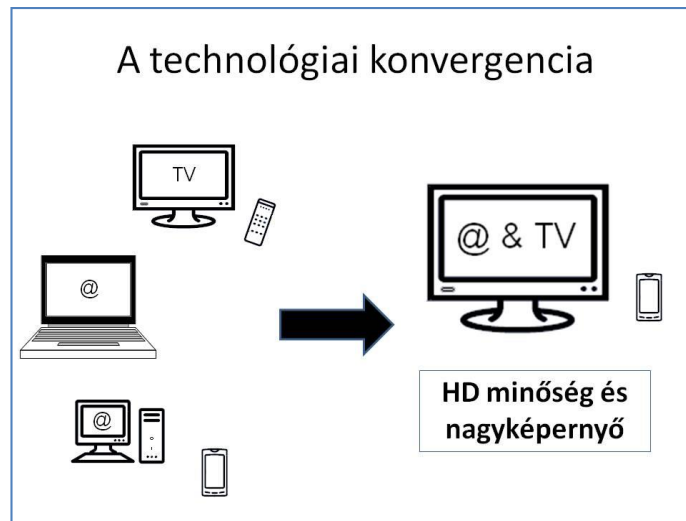 A technológiai konvergencia
TV
@
@
@ & TV
HD minőség és
nagyképernyő